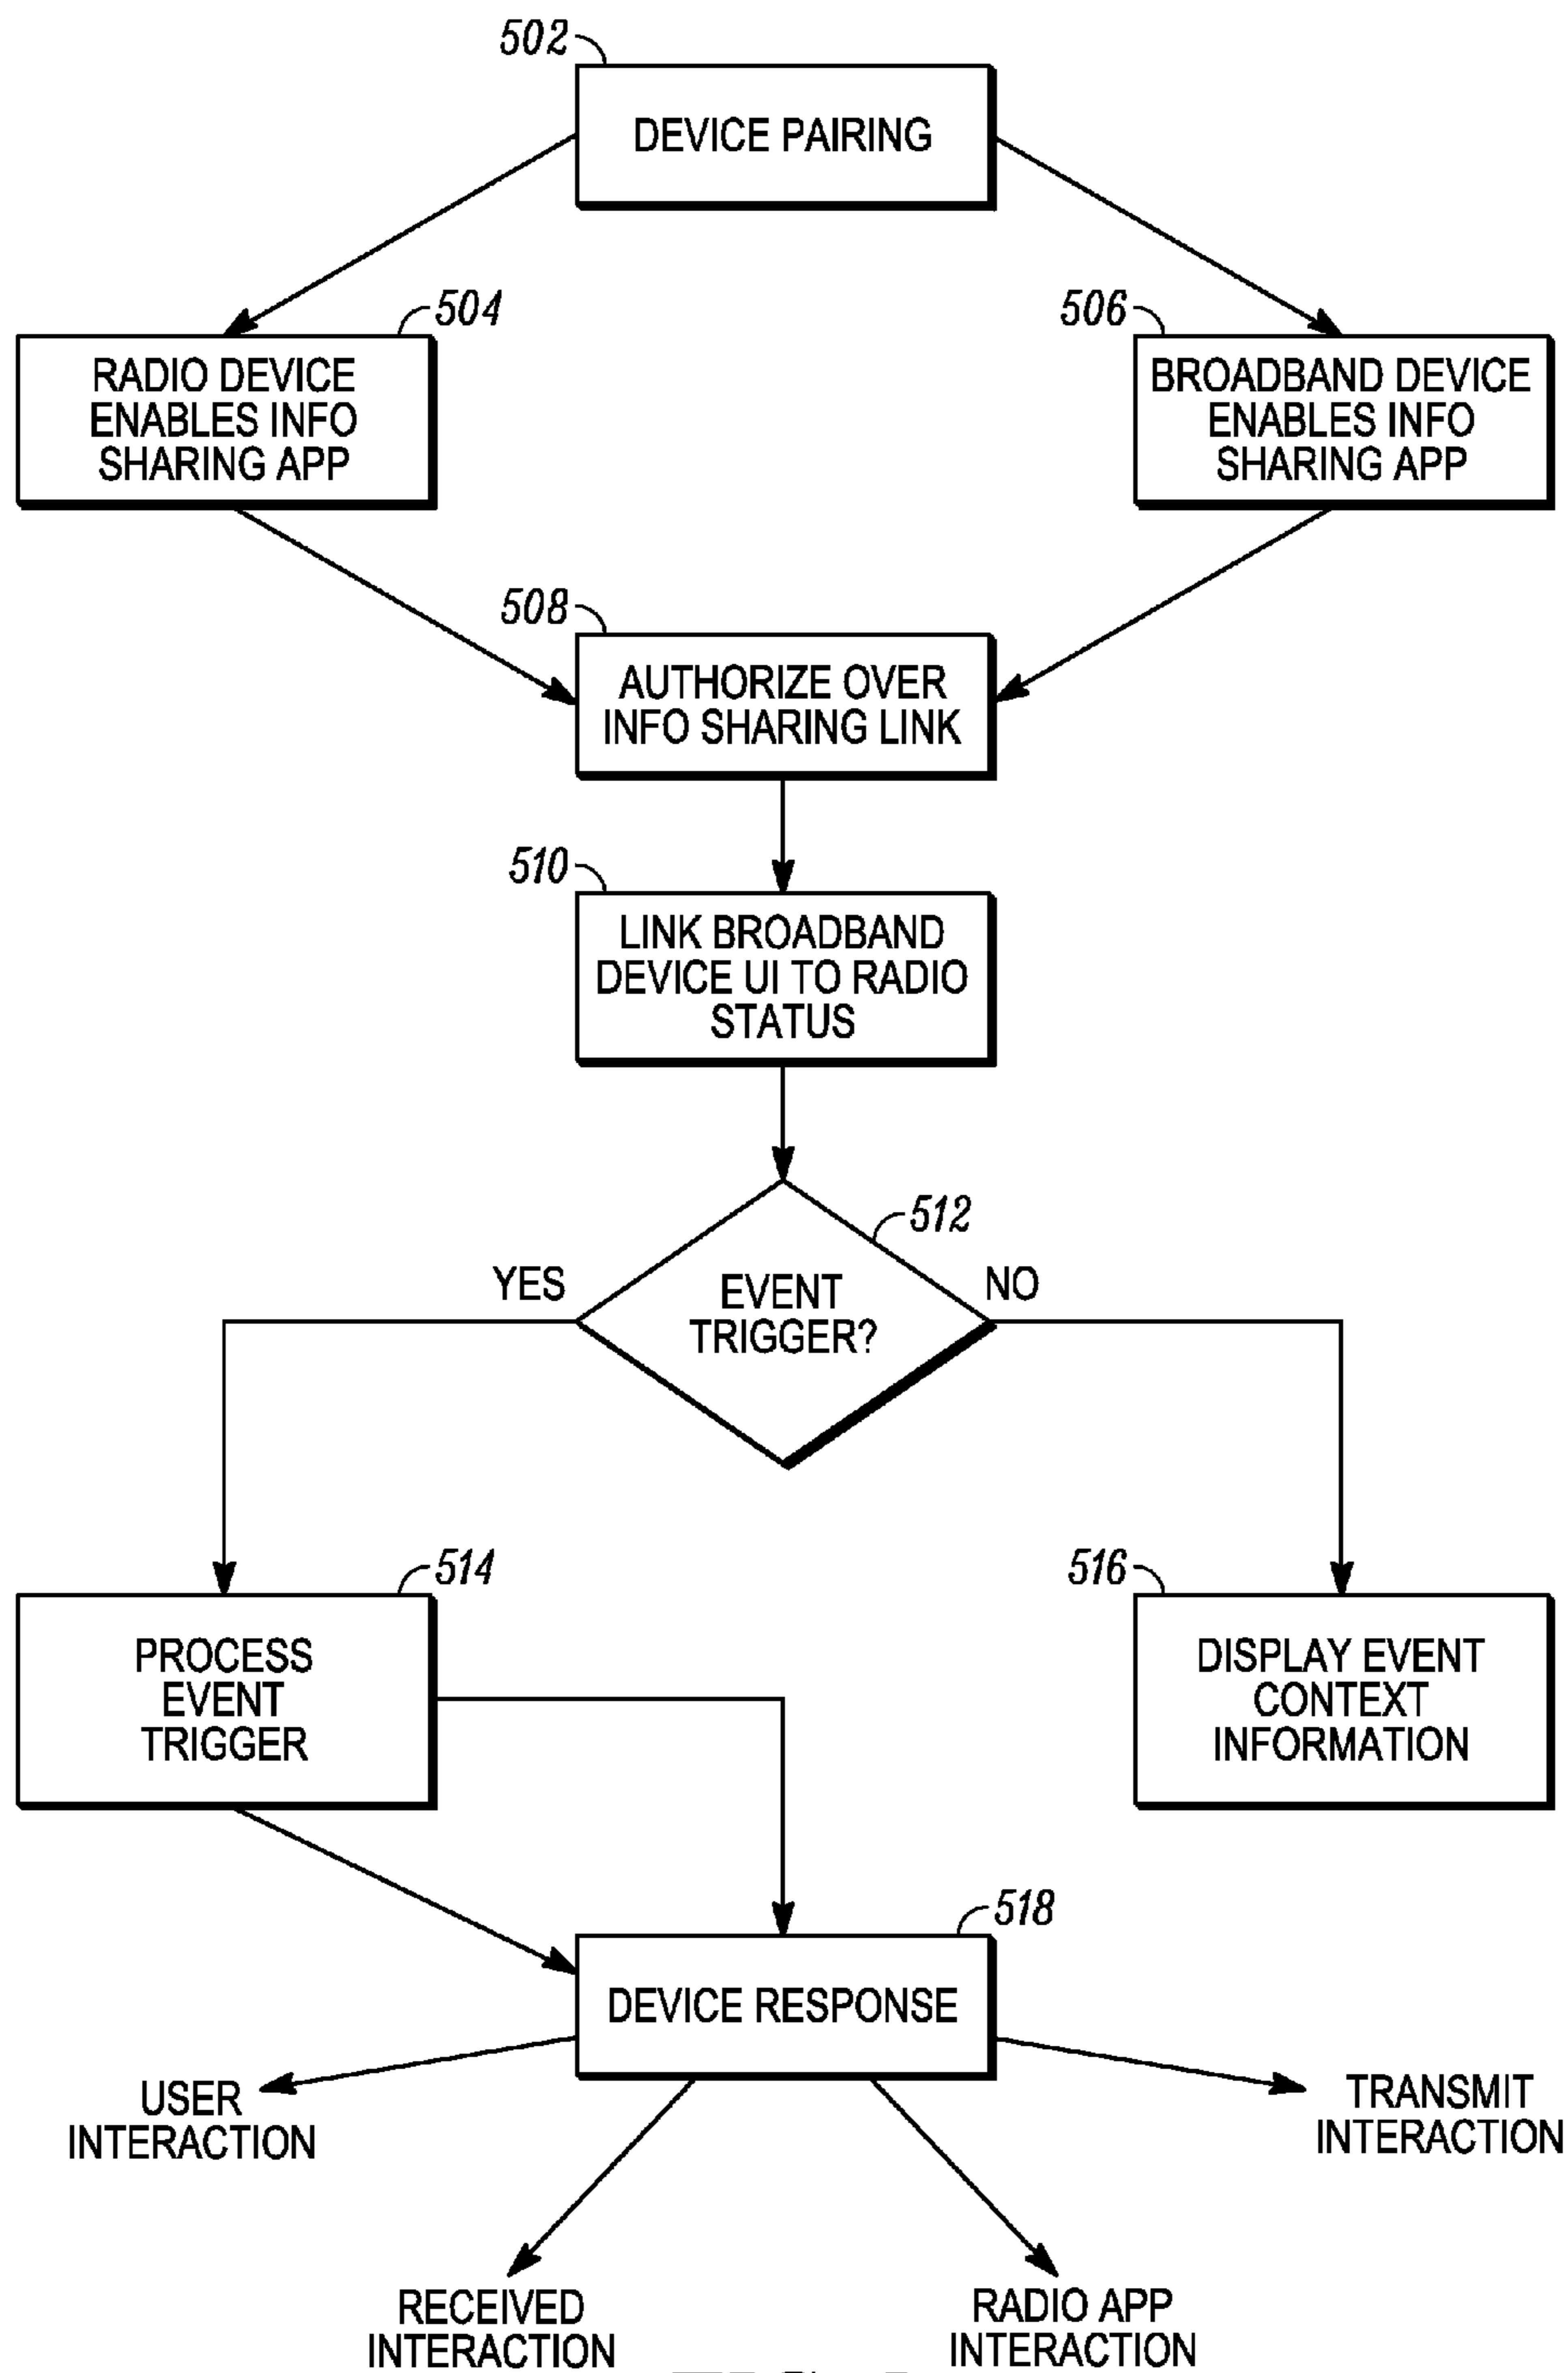 502
DEVICE PAIRING
504
RADIO DEVICE
ENABLES INFO
SHARING APP
506
BROADBAND DEVICE
ENABLES INFO
SHARING APP
508
AUTHORIZE OVER
INFO SHARING LINK
510
LINK BROADBAND
DEVICE UI TO RADIO
STATUS
512
YES
EVENT
TRIGGER?
NO
514
PROCESS
EVENT
TRIGGER
516
DISPLAY EVENT
CONTEXT
INFORMATION
518
DEVICE RESPONSE
USER
INTERACTION
TRANSMIT
INTERACTION
RECEIVED
INTERACTION
RADIO APP
INTERACTION